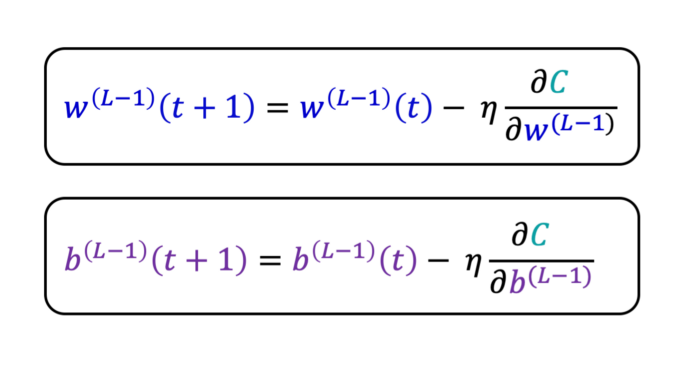 w^(L−1)(t + 1) = w^(L−1)(t) − η ∂C/∂w^(L−1)
b^(L−1)(t + 1) = b^(L−1)(t) − η ∂C/∂b^(L−1)